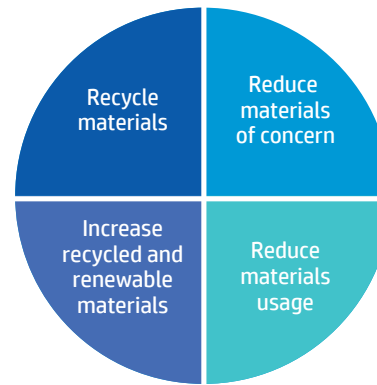 Recycle
materials
Reduce
materials
of concern
Increase
recycled and
renewable
materials
Reduce
materials
usage